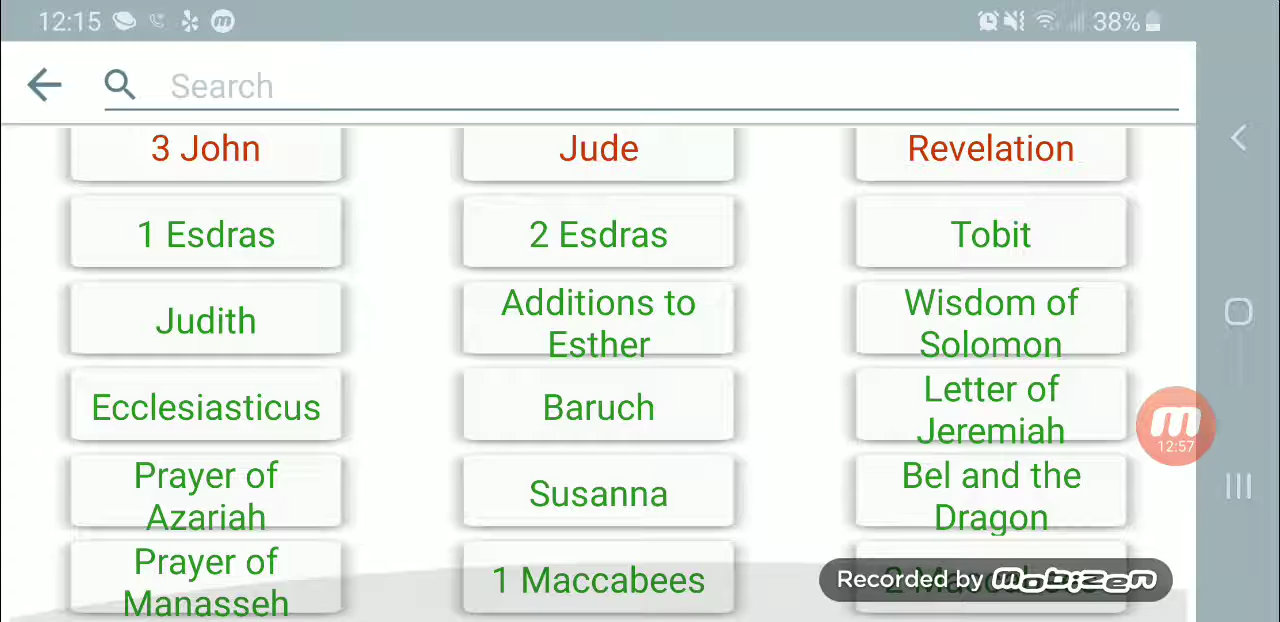 12:15
38%
Search
3 John
Jude
Revelation
1 Esdras
2 Esdras
Tobit
Judith
Additions to
Esther
Wisdom of
Solomon
Ecclesiasticus
Baruch
Letter of
Jeremiah
12:57
Prayer of
Azariah
Susanna
Bel and the
Dragon
Prayer of
Manasseh
1 Maccabees
Recorded by Mobizen